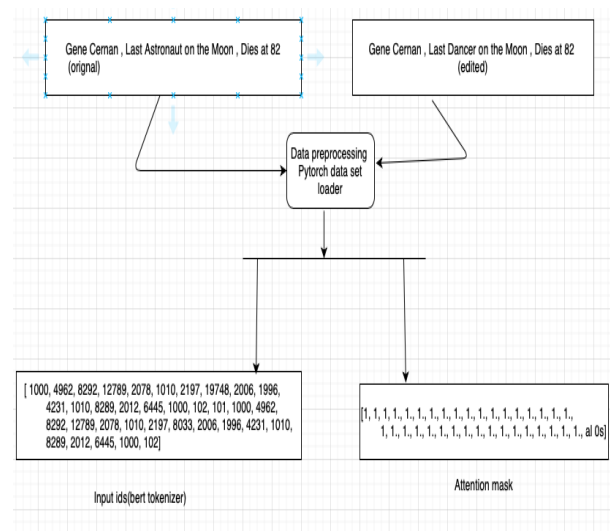 Gene Cernan , Last Astronaut on the Moon , Dies at 82
(orignal)
Gene Cernan , Last Dancer on the Moon , Dies at 82
(edited)
Data preprocessing
Pytorch data set
loader
[ 1000, 4962, 8292, 12789, 2078, 1010, 2197, 19748, 2006, 1996,
4231, 1010, 8289, 2012, 6445, 1000, 102, 101, 1000, 4962,
8292, 12789, 2078, 1010, 2197, 8033, 2006, 1996, 4231, 1010,
8289, 2012, 6445, 1000, 102]
Input ids(bert tokenizer)
[1, 1, 1, 1., 1., 1., 1., 1., 1., 1., 1., 1., 1., 1., 1., 1., 1.,
1, 1., 1., 1., 1., 1., 1., 1., 1., 1., 1., 1., 1., 1., 1., 1., al 0s]
Attention mask